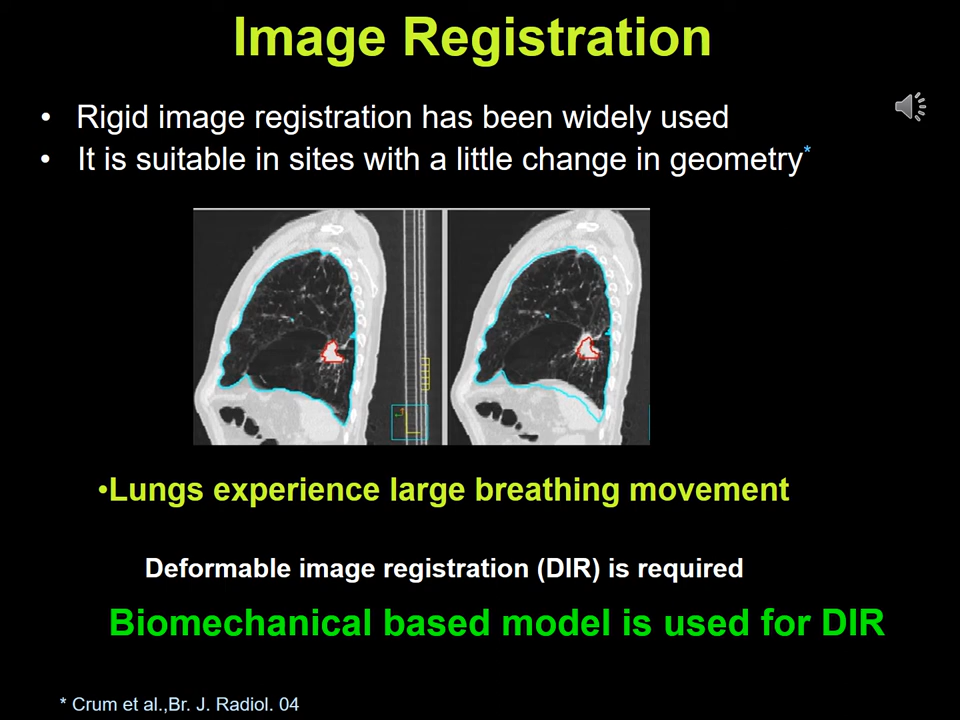 Image Registration
• Rigid image registration has been widely used
• It is suitable in sites with a little change in geometry*
•Lungs experience large breathing movement
Deformable image registration (DIR) is required
Biomechanical based model is used for DIR
* Crum et al.,Br. J. Radiol. 04